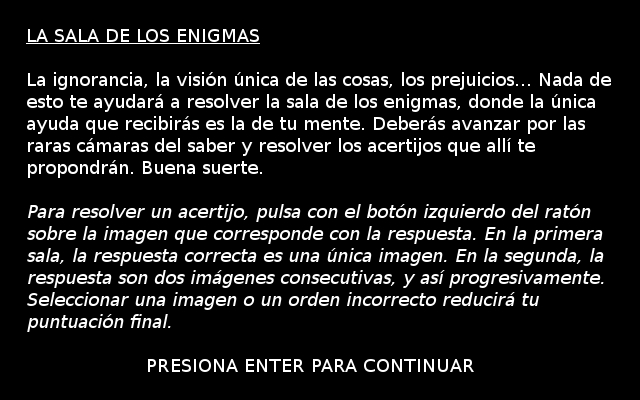 LA SALA DE LOS ENIGMAS
La ignorancia, la visión única de las cosas, los prejuicios... Nada de
esto te ayudará a resolver la sala de los enigmas, donde la única
ayuda que recibirás es la de tu mente. Deberás avanzar por las
raras cámaras del saber y resolver los acertijos que allí te
propondrán. Buena suerte.
Para resolver un acertijo, pulsa con el botón izquierdo del ratón
sobre la imagen que corresponde con la respuesta. En la primera
sala, la respuesta correcta es una única imagen. En la segunda, la
respuesta son dos imágenes consecutivas, y así progresivamente.
Seleccionar una imagen o un orden incorrecto reducirá tu
puntuación final.
PRESIONA ENTER PARA CONTINUAR